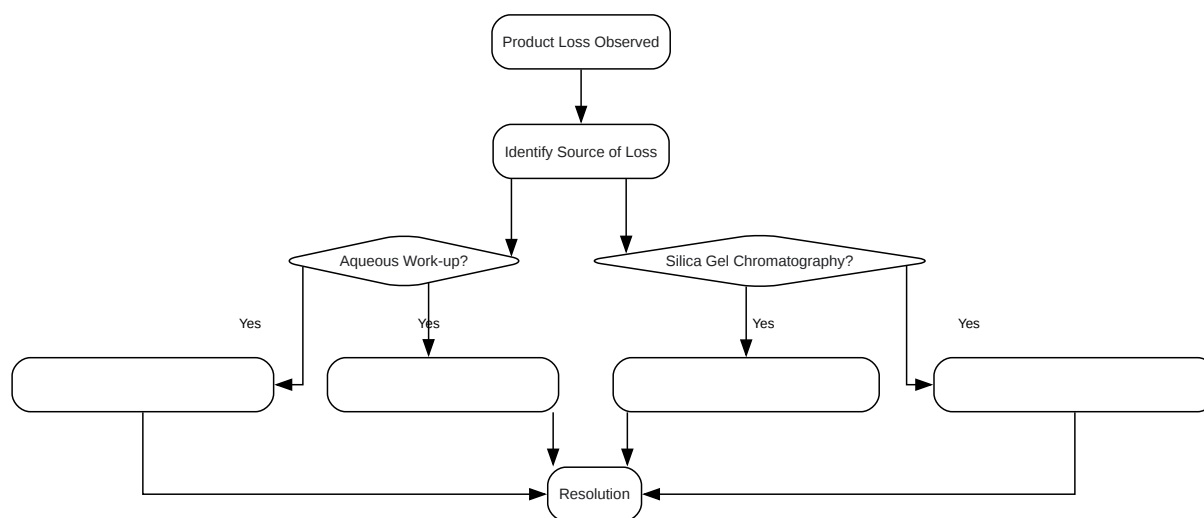 Product Loss Observed
Identify Source of Loss
Aqueous Work-up?
Silica Gel Chromatography?
Yes
Yes
Yes
Yes
Resolution